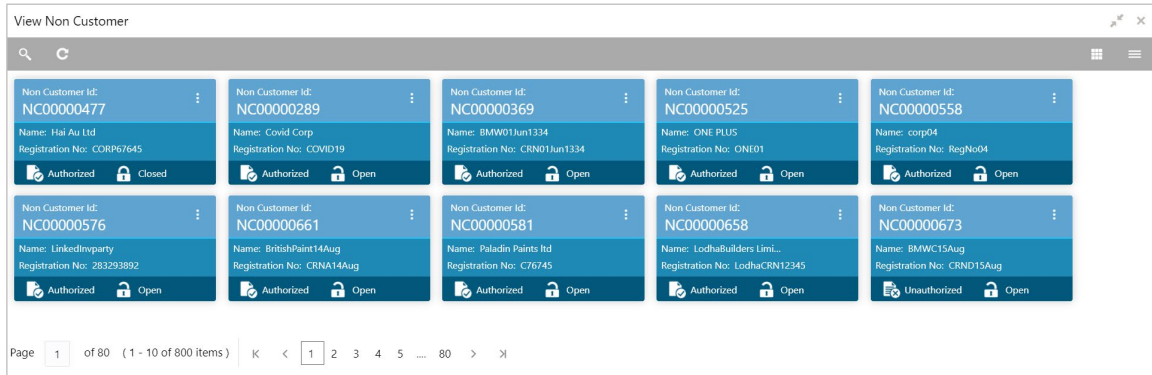 View Non Customer
Non Customer Id:
NC00000477
Name: Hai Au Ltd
Registration No: CORP67645
Authorized Closed
Non Customer Id:
NC00000289
Name: Covid Corp
Registration No: COVID19
Authorized Open
Non Customer Id:
NC00000369
Name: BMW01Jun1334
Registration No: CRN01Jun1334
Authorized Open
Non Customer Id:
NC00000525
Name: ONE PLUS
Registration No: ONE01
Authorized Open
Non Customer Id:
NC00000558
Name: corp04
Registration No: RegNo04
Authorized Open
Non Customer Id:
NC00000576
Name: LinkedInvparty
Registration No: 283293892
Authorized Open
Non Customer Id:
NC00000661
Name: BritishPaint14Aug
Registration No: CRNA14Aug
Authorized Open
Non Customer Id:
NC00000581
Name: Paladin Paints ltd
Registration No: C76745
Authorized Open
Non Customer Id:
NC00000658
Name: LodhaBuilders Limi...
Registration No: LodhaCRN12345
Authorized Open
Non Customer Id:
NC00000673
Name: BMWC15Aug
Registration No: CRND15Aug
Unauthorized Open
Page 1 of 80 ( 1 - 10 of 800 items ) 1 2 3 4 5 .... 80